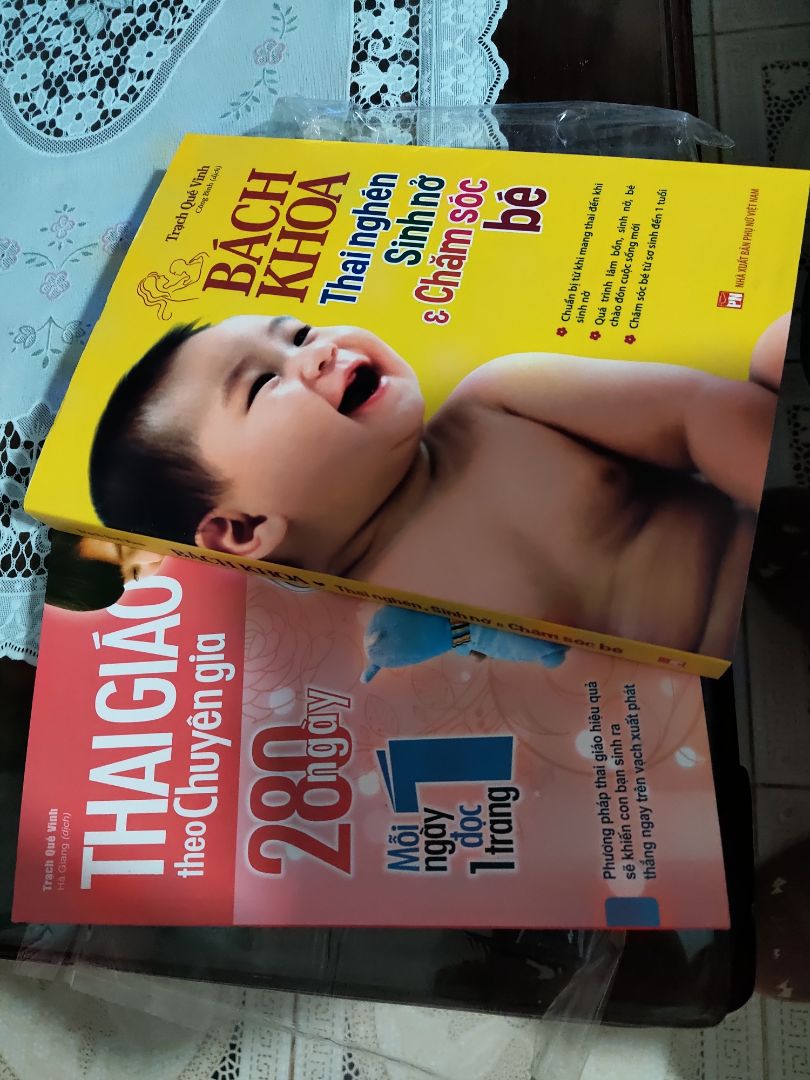 Trạch Quế Vinh
Công Bình (dịch)
BÁCH
KHOA
Thai nghén
Sinh nở
& Chăm sóc
bé
Chuẩn bị từ khi mang thai đến khi
sinh nở
Quá trình lâm bồn, sinh nở, bé
chào đón cuộc sống mới
Chăm sóc bé từ sơ sinh đến 1 tuổi
PN
NHÀ XUẤT BẢN PHỤ NỮ VIỆT NAM
BÁCH KHOA Thai nghén, Sinh nở & Chăm sóc bé
Trạch Quế Vinh
Hà Giang (dịch)
THAI GIÁO
theo Chuyên gia
280
ngày
Mỗi
ngày
đọc
1 trang
1
Phương pháp thai giáo hiệu quả
sẽ khiến con bạn sinh ra
thắng ngay trên vạch xuất phát